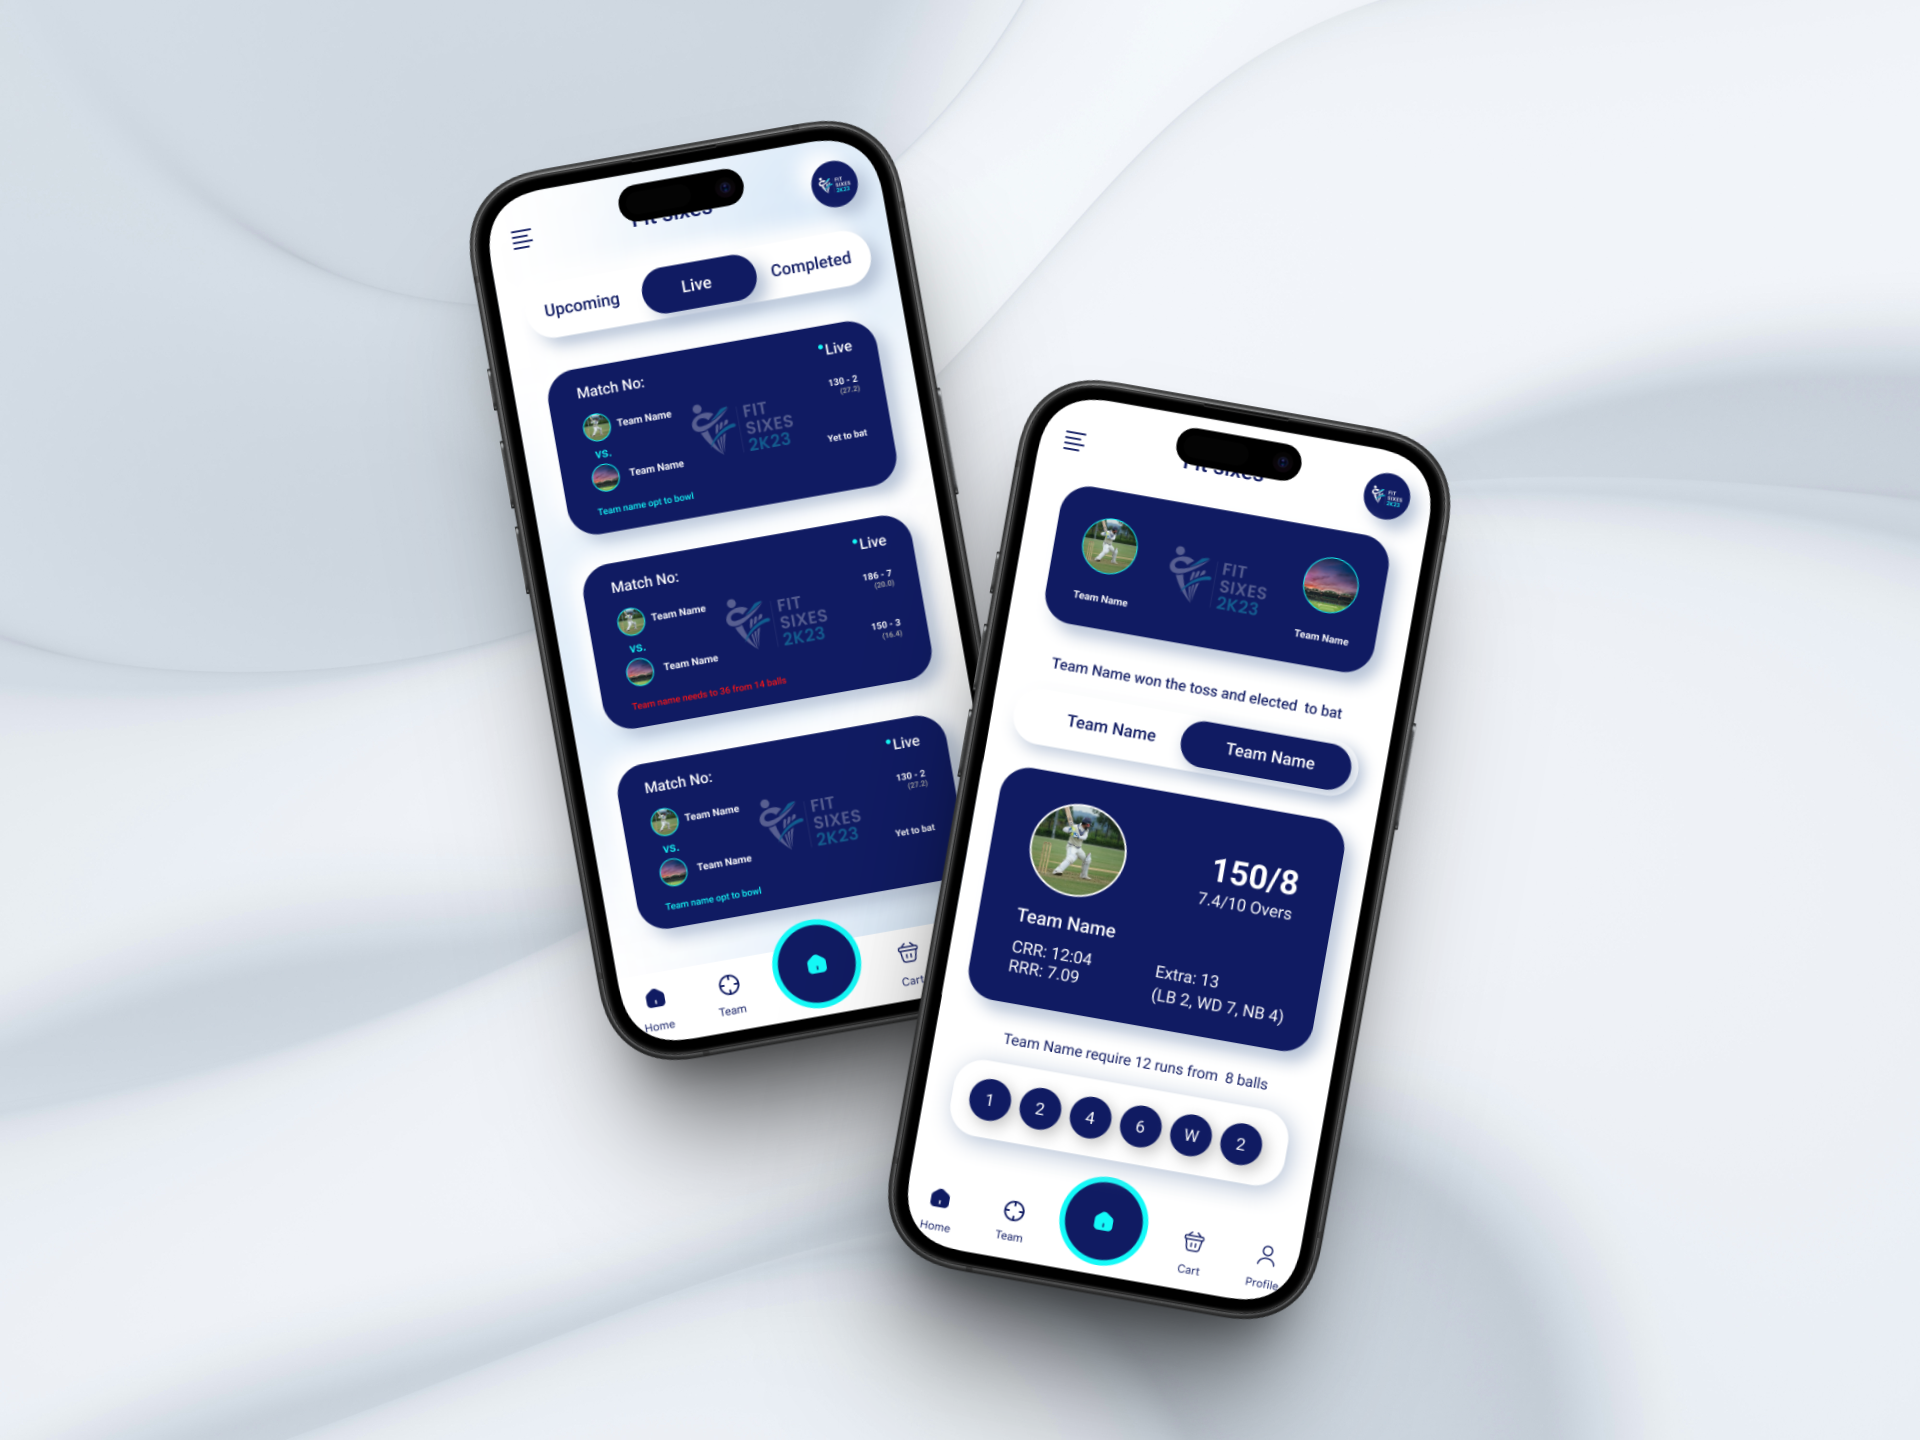 Fit Sixes
FIT
SIXES
2K23
Upcoming
Live
Completed
Match No:
Live
Team Name
130 - 2
(27.2)
vs.
FIT
SIXES
2K23
Team Name
Yet to bat
Team name opt to bowl
Match No:
Live
Team Name
186 - 7
(20.0)
vs.
FIT
SIXES
2K23
Team Name
150 - 3
(16.4)
Team name needs to 36 from 14 balls
Match No:
Live
Team Name
130 - 2
(27.2)
vs.
FIT
SIXES
2K23
Team Name
Yet to bat
Team name opt to bowl
Home
Team
Cart
Fit Sixes
FIT
SIXES
2K23
Team Name
FIT
SIXES
2K23
Team Name
Team Name won the toss and elected to bat
Team Name
Team Name
150/8
7.4/10 Overs
Team Name
CRR: 12:04
RRR: 7.09
Extra: 13
(LB 2, WD 7, NB 4)
Team Name require 12 runs from 8 balls
1 2 4 6 W 2
Home
Team
Cart
Profile